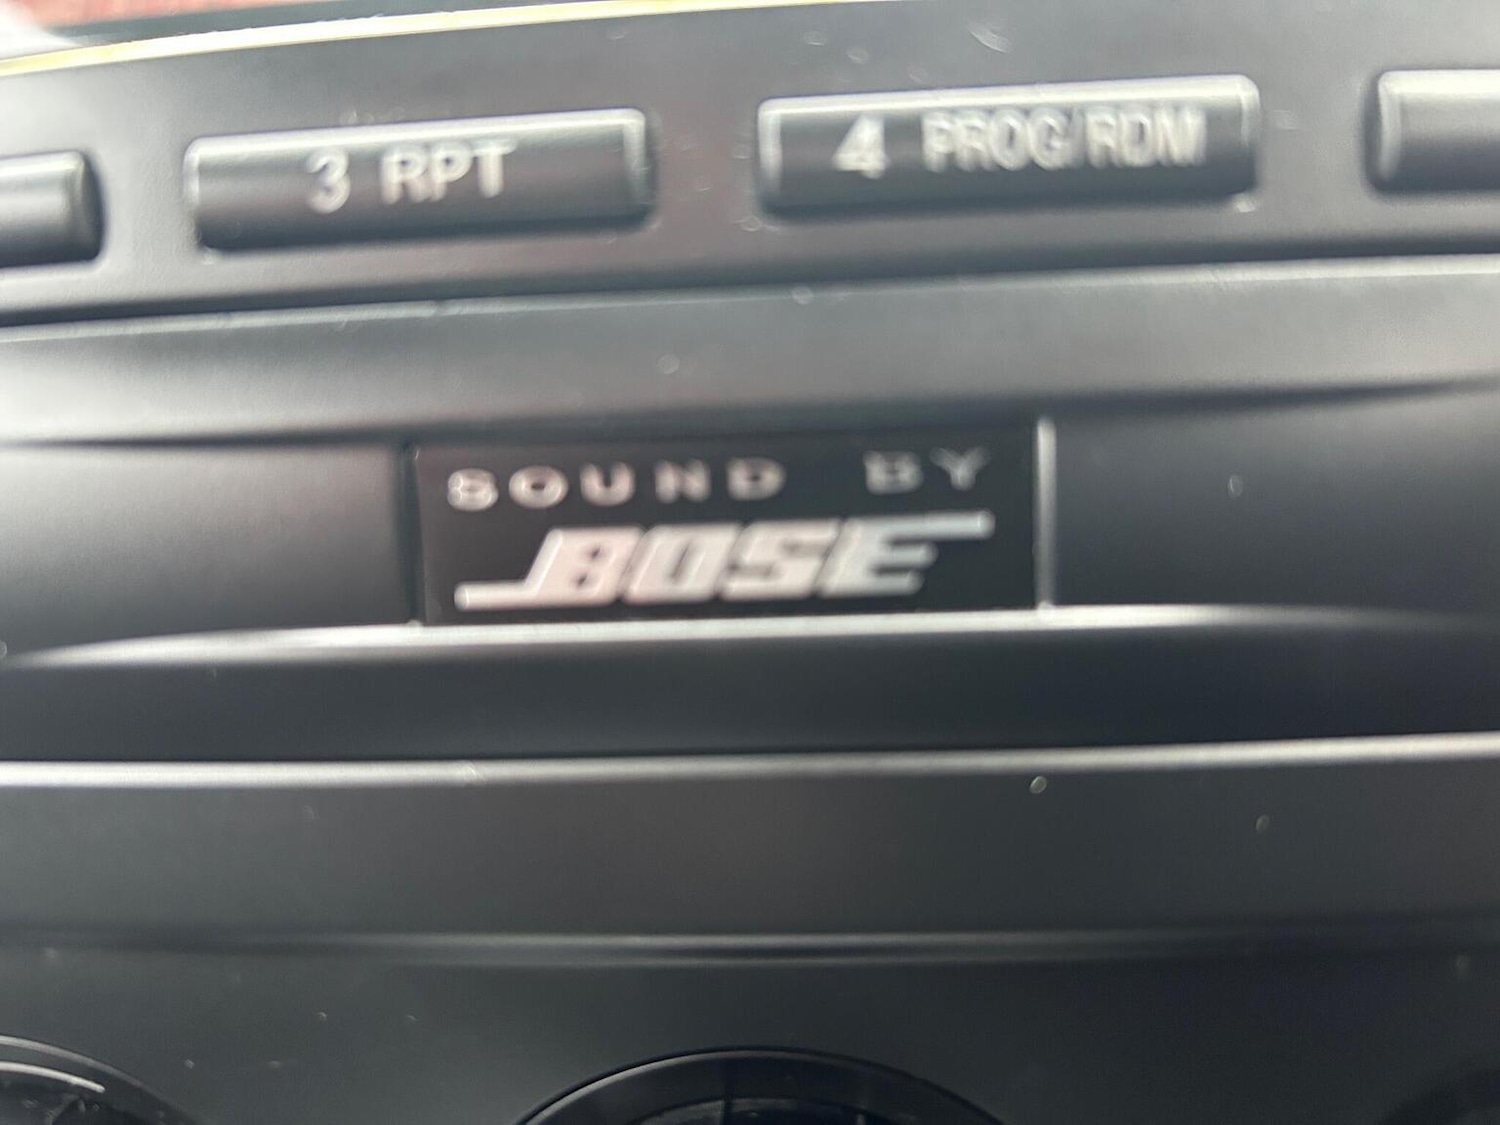 3 RPT
4 PROG/RDM
SOUND BY
BOSE